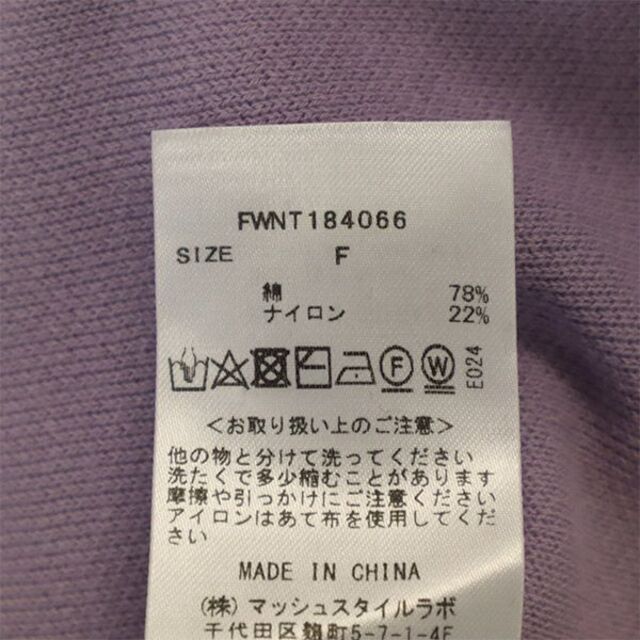 FWNT184066
SIZE F
綿 78%
ナイロン 22%
F W E024
＜お取り扱い上のご注意＞
他の物と分けて洗ってください
洗たくで多少縮むことがあります
摩擦や引っかけにご注意ください
アイロンはあて布を使用してくだ
さい
MADE IN CHINA
(株) マッシュスタイルラボ
千代田区麹町5-7-1-4F